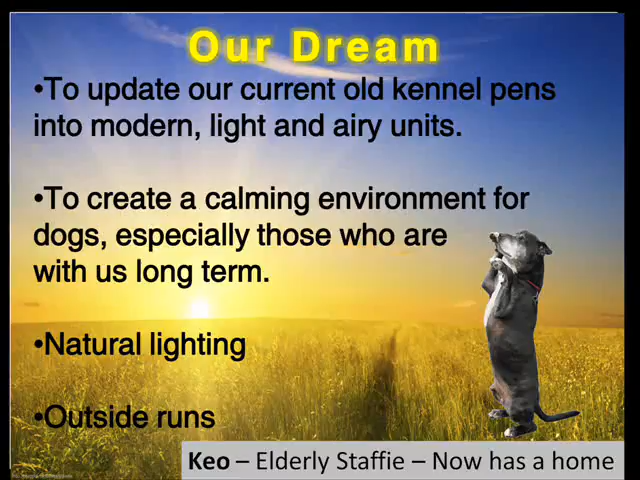 Our Dream
•To update our current old kennel pens
into modern, light and airy units.
•To create a calming environment for
dogs, especially those who are
with us long term.
•Natural lighting
•Outside runs
Keo – Elderly Staffie – Now has a home